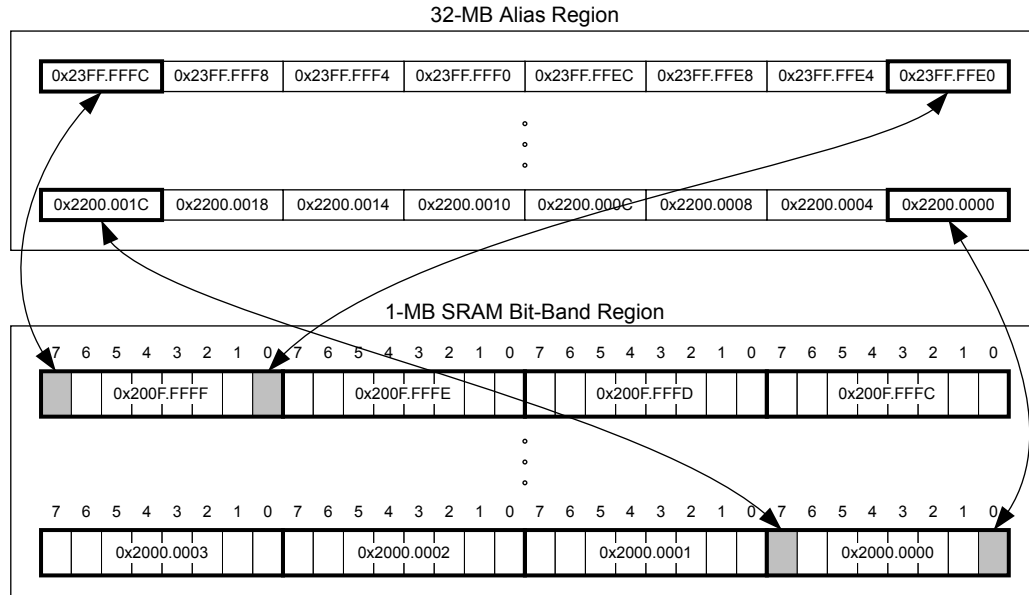 32-MB Alias Region
0x23FF.FFFC 0x23FF.FFF8 0x23FF.FFF4 0x23FF.FFF0 0x23FF.FFEC 0x23FF.FFE8 0x23FF.FFE4 0x23FF.FFE0
0x2200.001C 0x2200.0018 0x2200.0014 0x2200.0010 0x2200.000C 0x2200.0008 0x2200.0004 0x2200.0000
1-MB SRAM Bit-Band Region
7 6 5 4 3 2 1 0 7 6 5 4 3 2 1 0 7 6 5 4 3 2 1 0 7 6 5 4 3 2 1 0
0x200F.FFFF 0x200F.FFFE 0x200F.FFFD 0x200F.FFFC
7 6 5 4 3 2 1 0 7 6 5 4 3 2 1 0 7 6 5 4 3 2 1 0 7 6 5 4 3 2 1 0
0x2000.0003 0x2000.0002 0x2000.0001 0x2000.0000